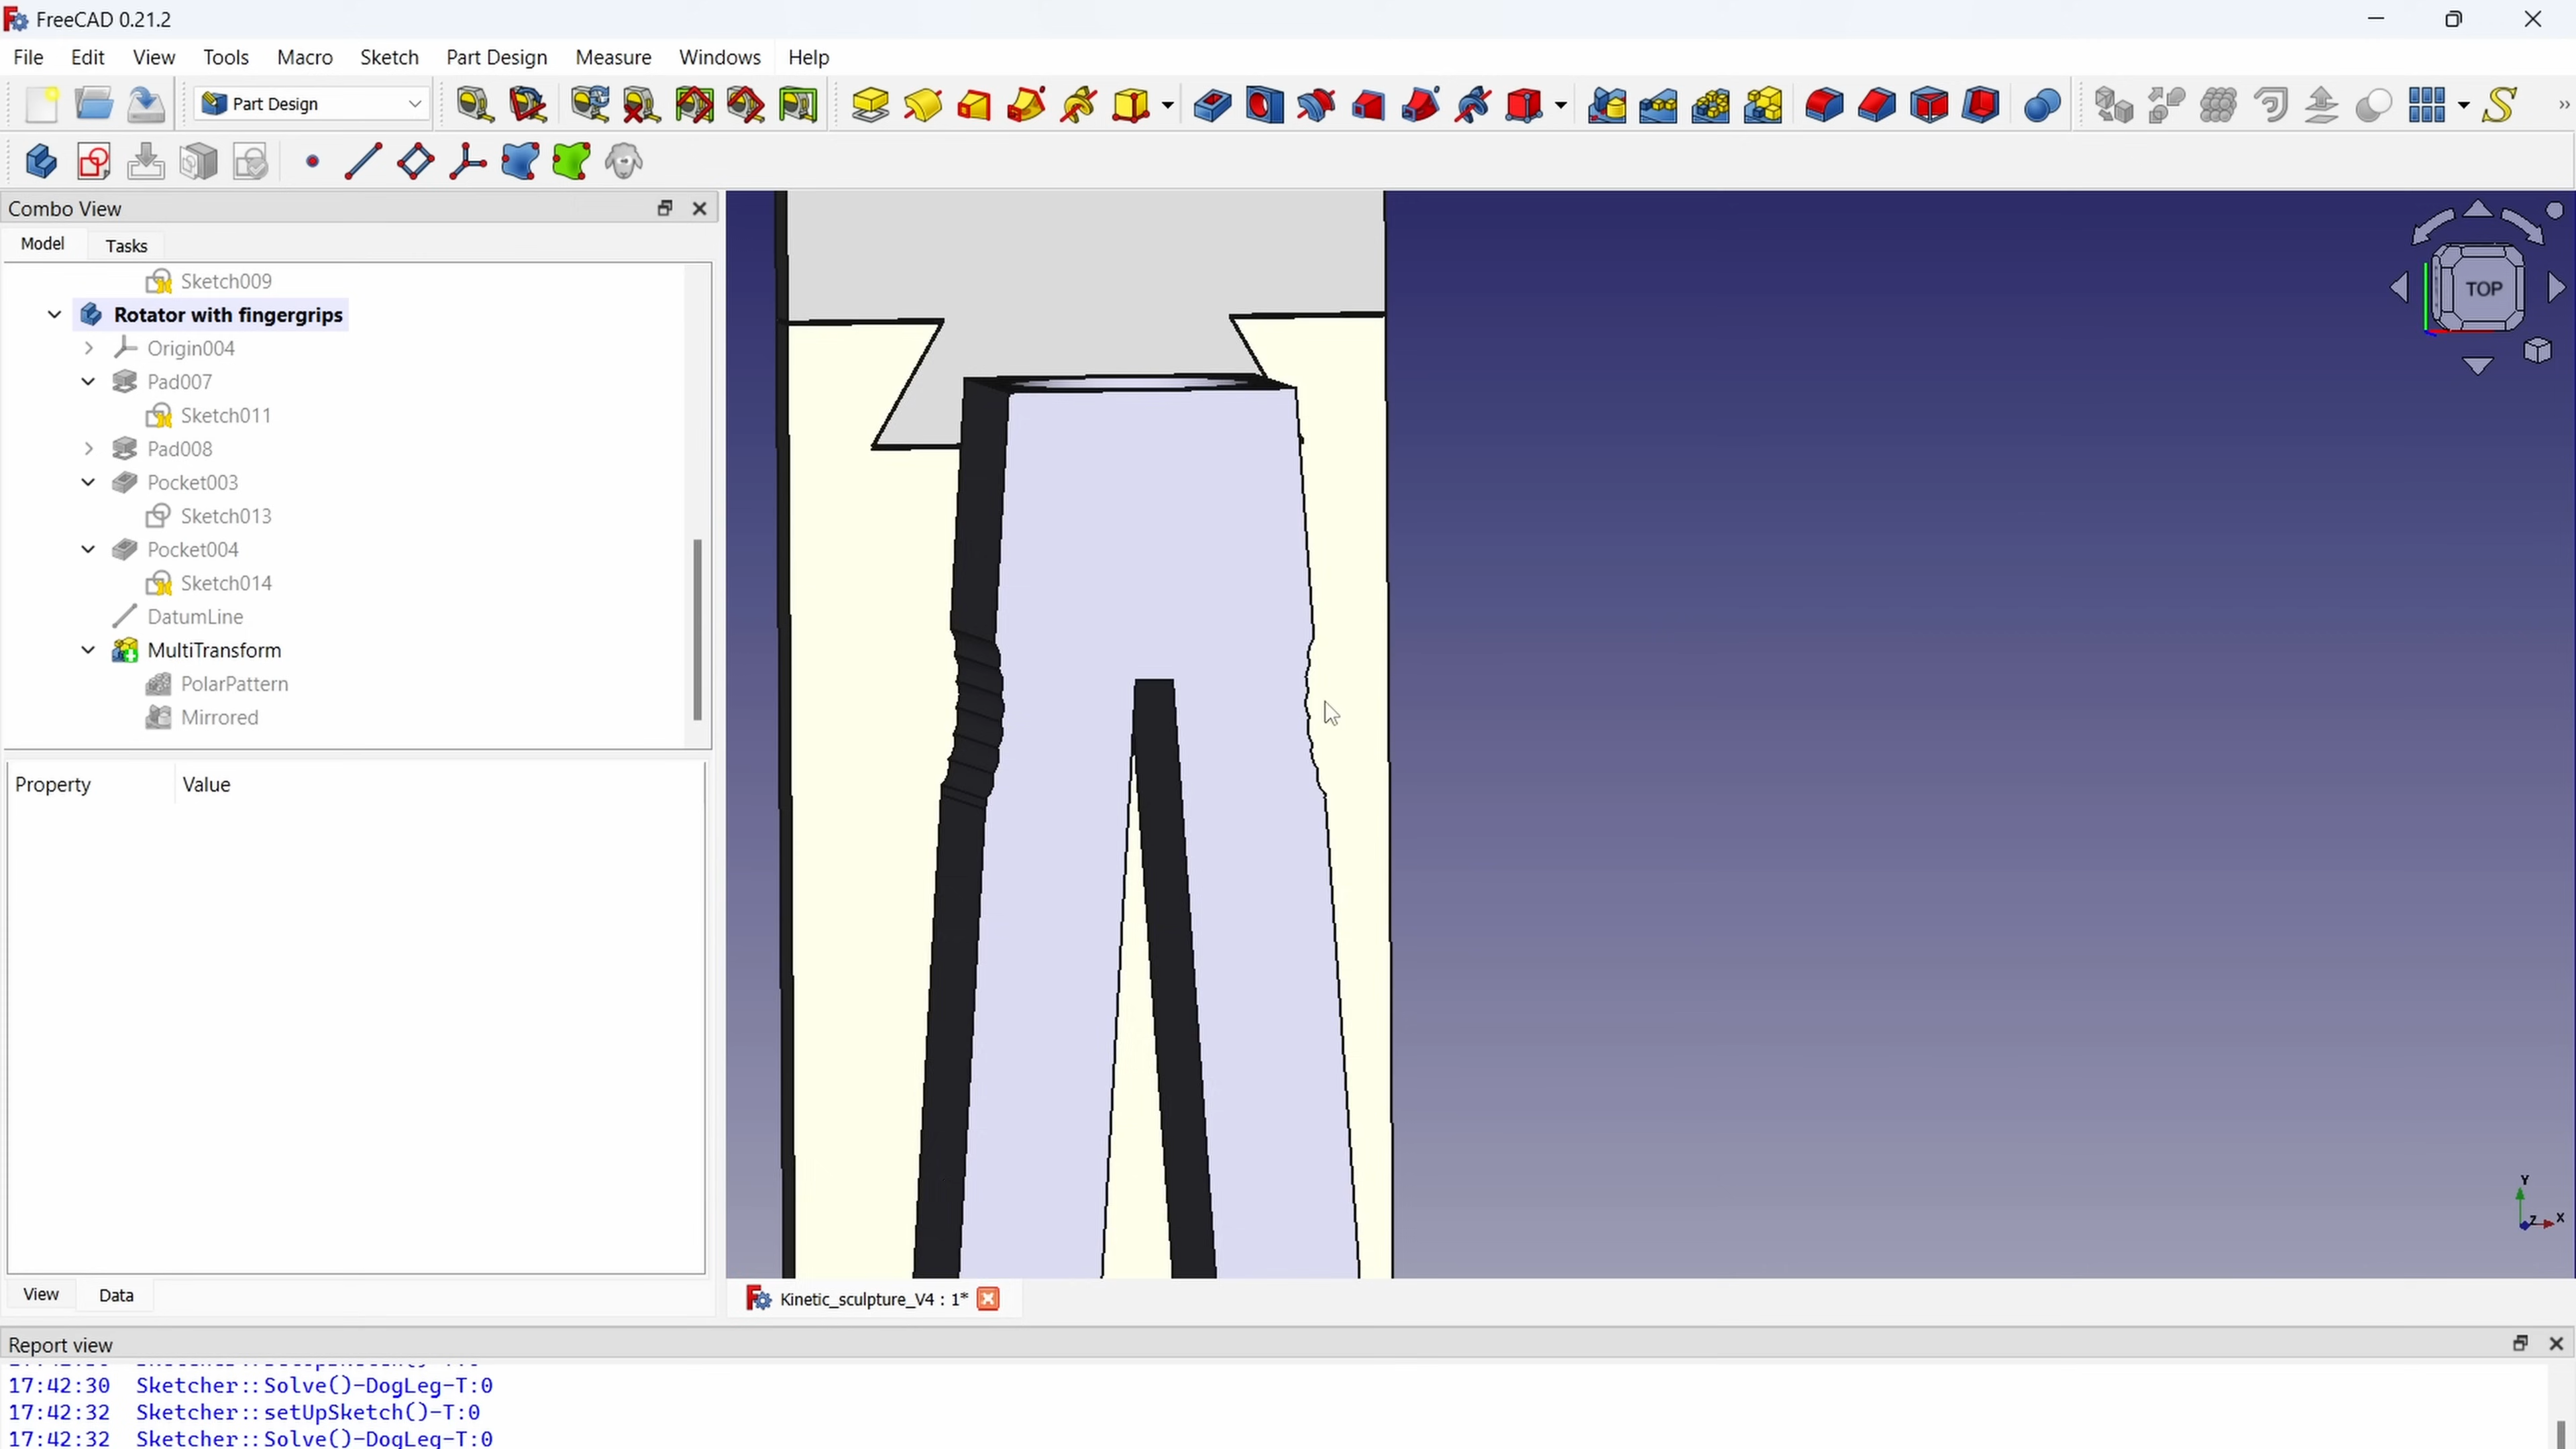 FreeCAD 0.21.2
File Edit View Tools Macro Sketch Part Design Measure Windows Help
Part Design
Combo View
Model Tasks
Sketch009
Rotator with fingergrips
Origin004
Pad007
Sketch011
Pad008
Pocket003
Sketch013
Pocket004
Sketch014
DatumLine
MultiTransform
PolarPattern
Mirrored
Property Value
View Data
TOP
Y
Z
X
Kinetic_sculpture_V4 : 1*
Report view
17:42:30 Sketcher::Solve()-DogLeg-T:0
17:42:32 Sketcher::setUpSketch()-T:0
17:42:32 Sketcher::Solve()-DogLeg-T:0